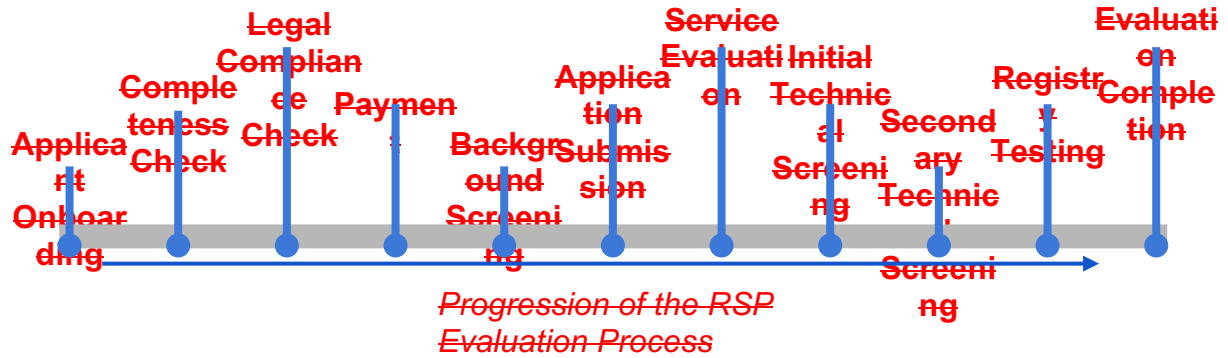 Applica
nt
Onboar
ding
Comple
teness
Check
Legal
Complian
ce
Check
Paymen
Backgr
ound
Screeni
ng
Applica
tion
Submis
sion
Service
Evaluati
on
Initial
Technic
al
Screeni
ng
Second
ary
Technic
Screeni
ng
Registr
y
Testing
Evaluati
on
Comple
tion
Progression of the RSP
Evaluation Process